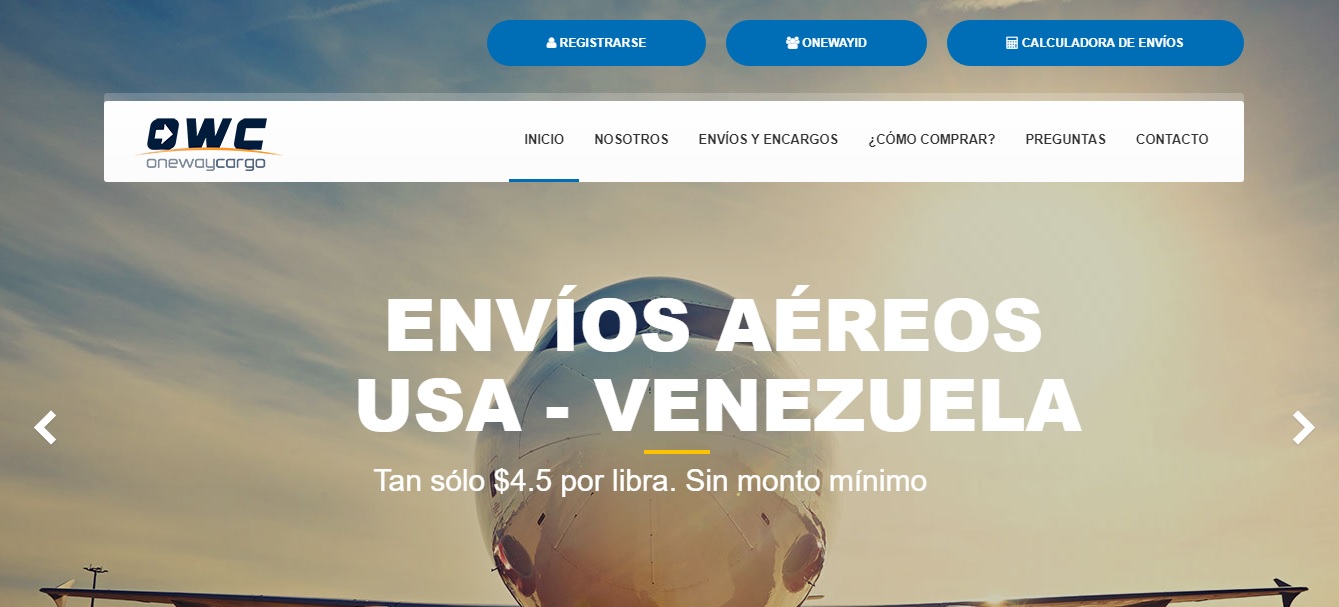 REGISTRARSE
ONEWAYID
CALCULADORA DE ENVÍOS
OWC
onewaycargo
INICIO
NOSOTROS
ENVÍOS Y ENCARGOS
¿CÓMO COMPRAR?
PREGUNTAS
CONTACTO
ENVÍOS AÉREOS
USA - VENEZUELA
Tan sólo $4.5 por libra. Sin monto mínimo